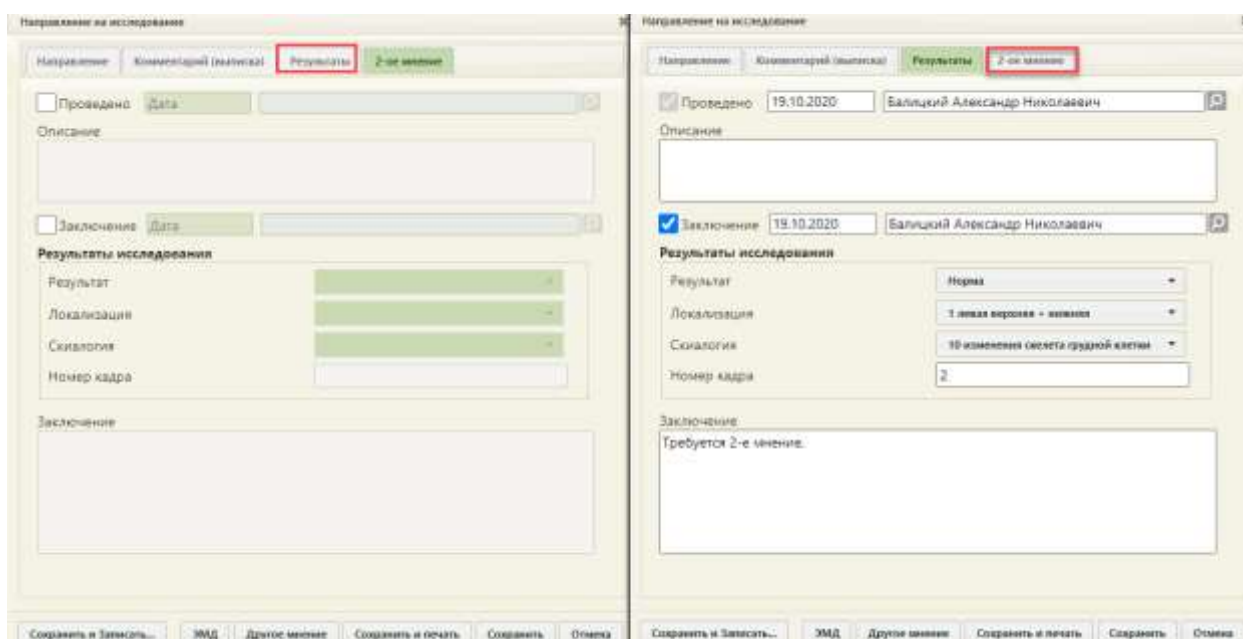 Направление на исследование
Направление Комментарий (выписка) Результаты 2-ое мнение
Проведено Дата
Описание
Заключение Дата
Результаты исследования
Результат
Локализация
Скиалогия
Номер кадра
Заключение
Сохранить и Записать... ЭМД Другое мнение Сохранить и печать Сохранить Отмена
Направление на исследование
Направление Комментарий (выписка) Результаты 2-ое мнение
Проведено 19.10.2020 Балицкий Александр Николаевич
Описание
Заключение 19.10.2020 Балицкий Александр Николаевич
Результаты исследования
Результат Норма
Локализация 1 левая верхняя + нижняя
Скиалогия 10 изменения скелета грудной клетки
Номер кадра 2
Заключение
Требуется 2-е мнение.
Сохранить и Записать... ЭМД Другое мнение Сохранить и печать Сохранить Отмена